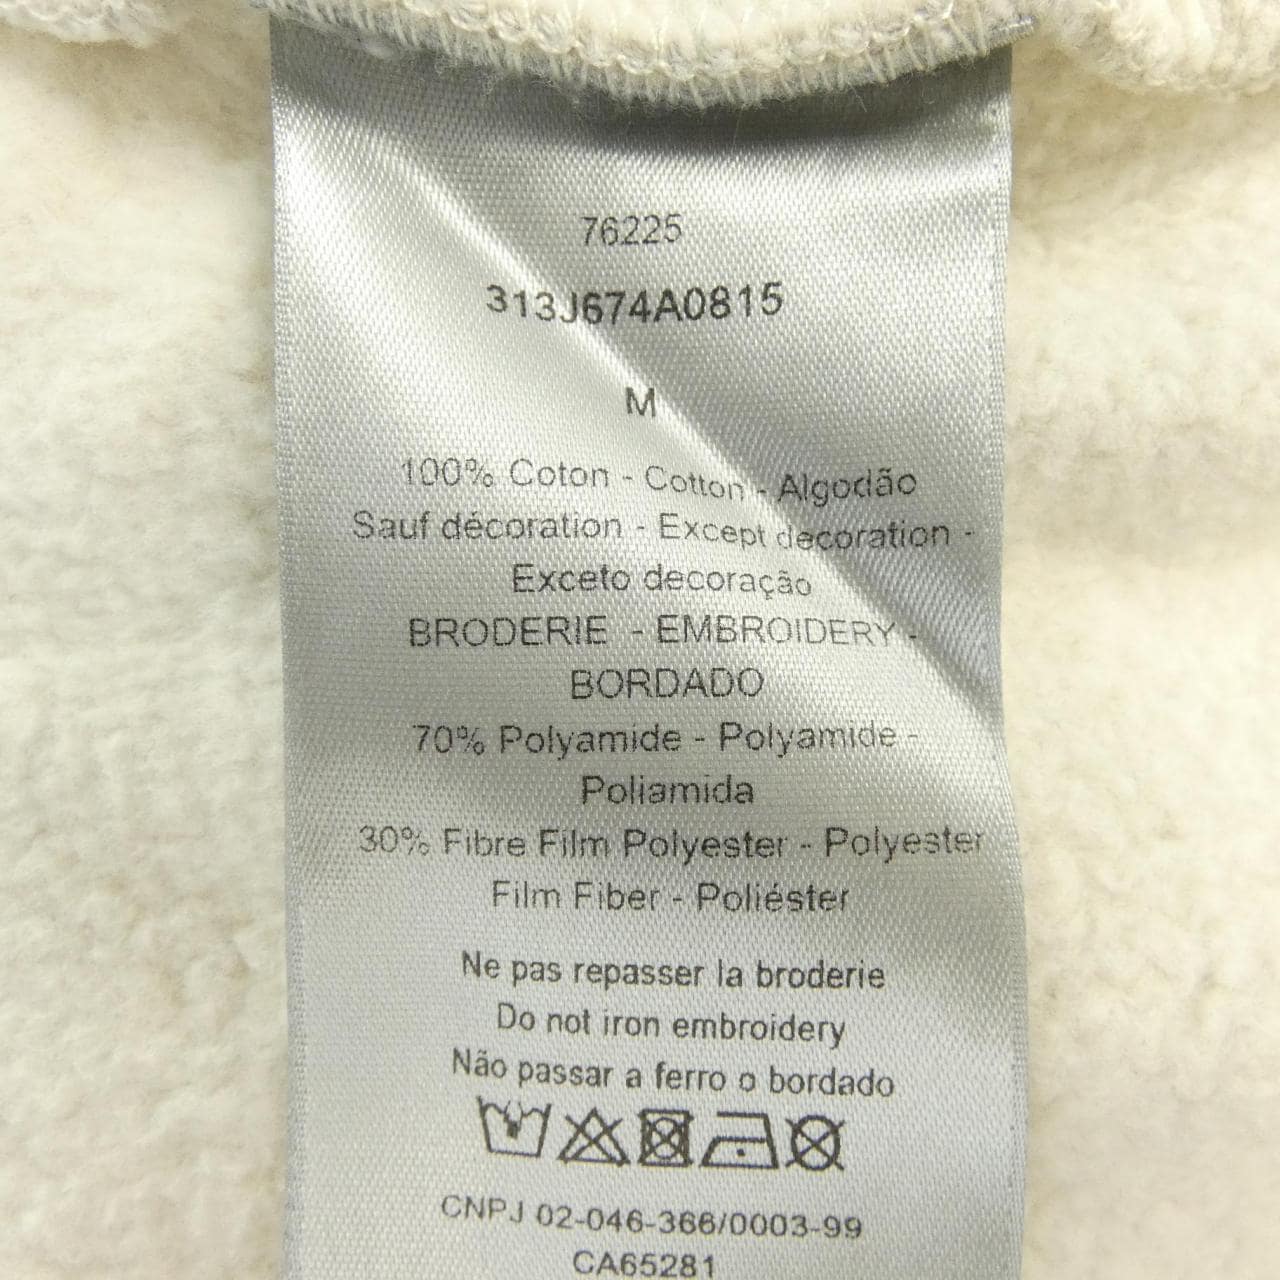 76225
313J674A0815
M
100% Coton - Cotton - Algodão
Sauf décoration - Except decoration -
Exceto decoração
BRODERIE - EMBROIDERY -
BORDADO
70% Polyamide - Polyamide -
Poliamida
30% Fibre Film Polyester - Polyester
Film Fiber - Poliéster
Ne pas repasser la broderie
Do not iron embroidery
Não passar a ferro o bordado
CNPJ 02-046-366/0003-99
CA65281